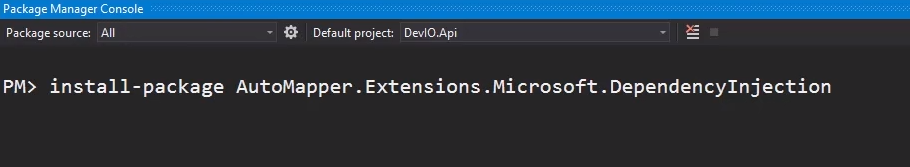 Package Manager Console
Package source: All Default project: DevIO.Api
PM> install-package AutoMapper.Extensions.Microsoft.DependencyInjection